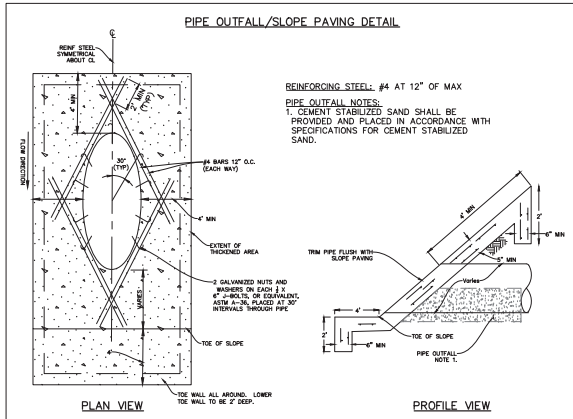 PIPE OUTFALL/SLOPE PAVING DETAIL
℄
REINF STEEL
SYMMETRICAL
ABOUT CL
4' MIN
2' MIN
(TYP)
FLOW DIRECTION
30°
(TYP)
#4 BARS 12" O.C.
(EACH WAY)
4' MIN
EXTENT OF
THICKENED AREA
2 GALVANIZED NUTS AND
WASHERS ON EACH ½ X
6" J-BOLTS, OR EQUIVALENT,
ASTM A-36, PLACED AT 30°
INTERVALS THROUGH PIPE
VARIES
TOE OF SLOPE
4'
TOE WALL ALL AROUND. LOWER
TOE WALL TO BE 2' DEEP.
PLAN VIEW
REINFORCING STEEL: #4 AT 12" OF MAX
PIPE OUTFALL NOTES:
1. CEMENT STABILIZED SAND SHALL BE
PROVIDED AND PLACED IN ACCORDANCE WITH
SPECIFICATIONS FOR CEMENT STABILIZED
SAND.
4' MIN
2'
6" MIN
TRIM PIPE FLUSH WITH
SLOPE PAVING
5" MIN
Varies
4'
2'
6" MIN
TOE OF SLOPE
PIPE OUTFALL
NOTE 1.
PROFILE VIEW